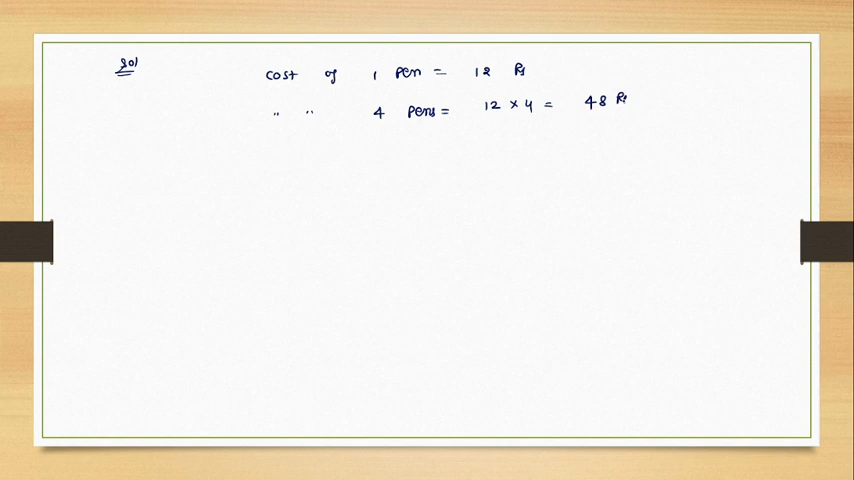 Sol
cost of 1 pen = 12 Rs
" " 4 pens = 12 × 4 = 48 Rs